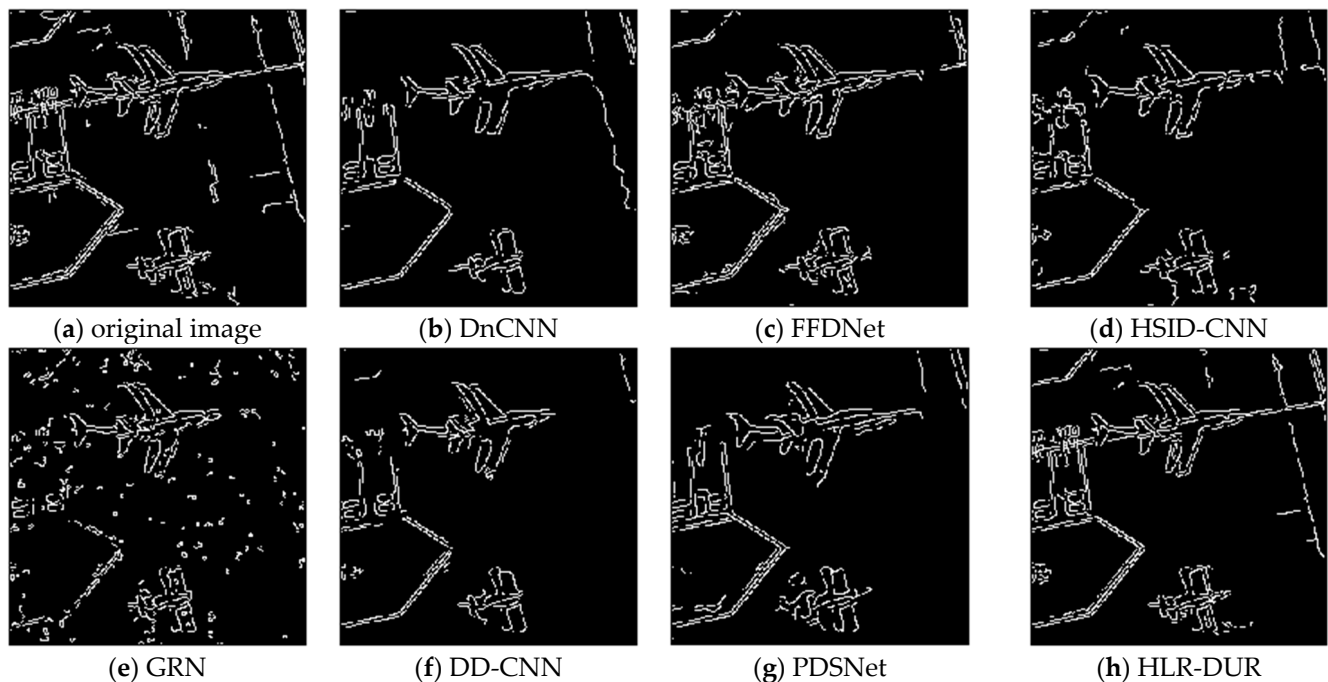 (a) original image
(b) DnCNN
(c) FFDNet
(d) HSID-CNN
(e) GRN
(f) DD-CNN
(g) PDSNet
(h) HLR-DUR